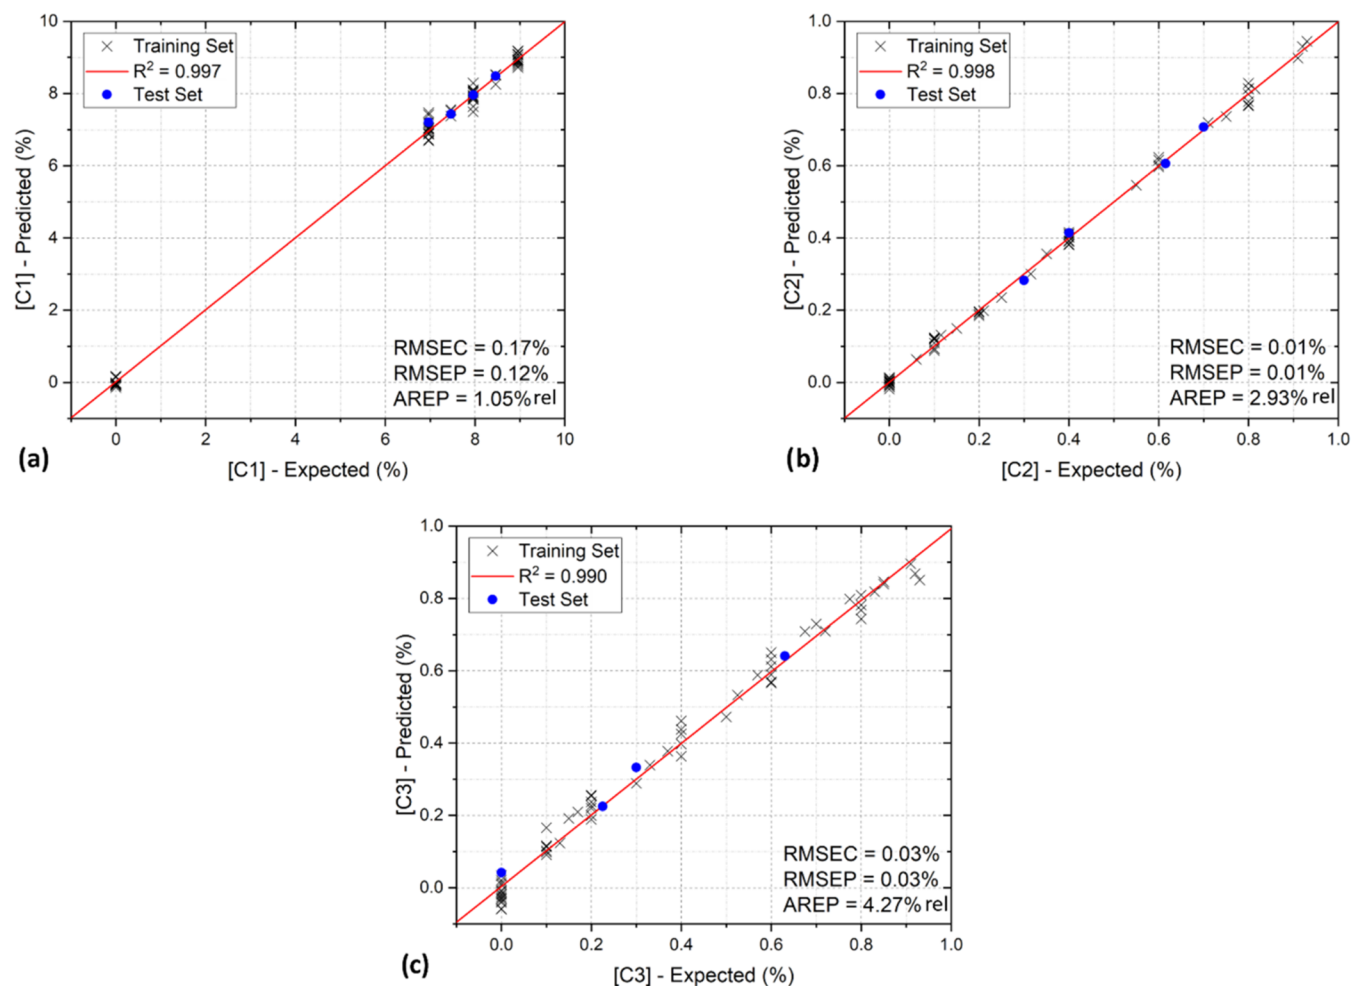 Training Set
R² = 0.997
Test Set
10
8
6
4
2
0
[C1] - Predicted (%)
RMSEC = 0.17%
RMSEP = 0.12%
AREP = 1.05% rel
0 2 4 6 8 10
[C1] - Expected (%)
(a)
Training Set
R² = 0.998
Test Set
1.0
0.8
0.6
0.4
0.2
0.0
[C2] - Predicted (%)
RMSEC = 0.01%
RMSEP = 0.01%
AREP = 2.93% rel
0.0 0.2 0.4 0.6 0.8 1.0
[C2] - Expected (%)
(b)
Training Set
R² = 0.990
Test Set
1.0
0.8
0.6
0.4
0.2
0.0
[C3] - Predicted (%)
RMSEC = 0.03%
RMSEP = 0.03%
AREP = 4.27% rel
0.0 0.2 0.4 0.6 0.8 1.0
[C3] - Expected (%)
(c)